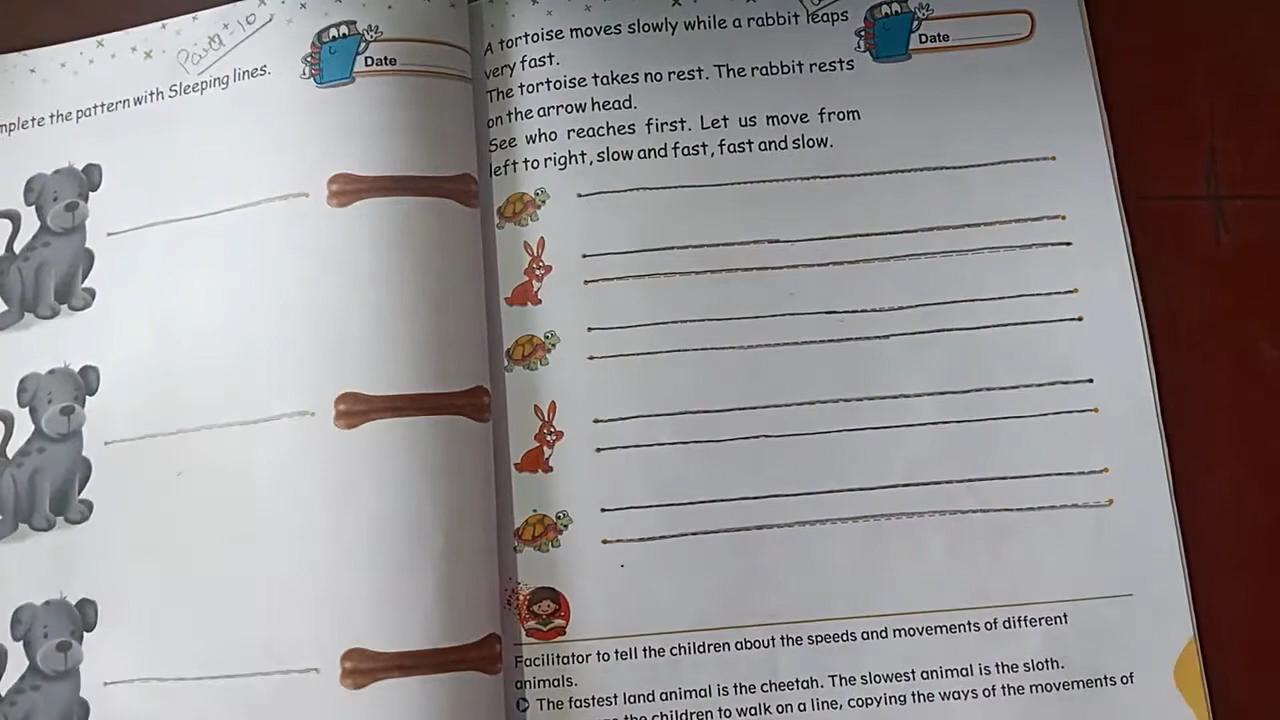 with Sleeping lines.
the pattern
Date
A tortoise moves slowly while a rabbit leaps
very fast.
The tortoise takes no rest. The rabbit rests
on the arrow head.
See who reaches first. Let us move from
left to right, slow and fast, fast and slow.
Date
Facilitator to tell the children about the speeds and movements of different
animals.
The fastest land animal is the cheetah. The slowest animal is the sloth.
the children to walk on a line, copying the ways of the movements of